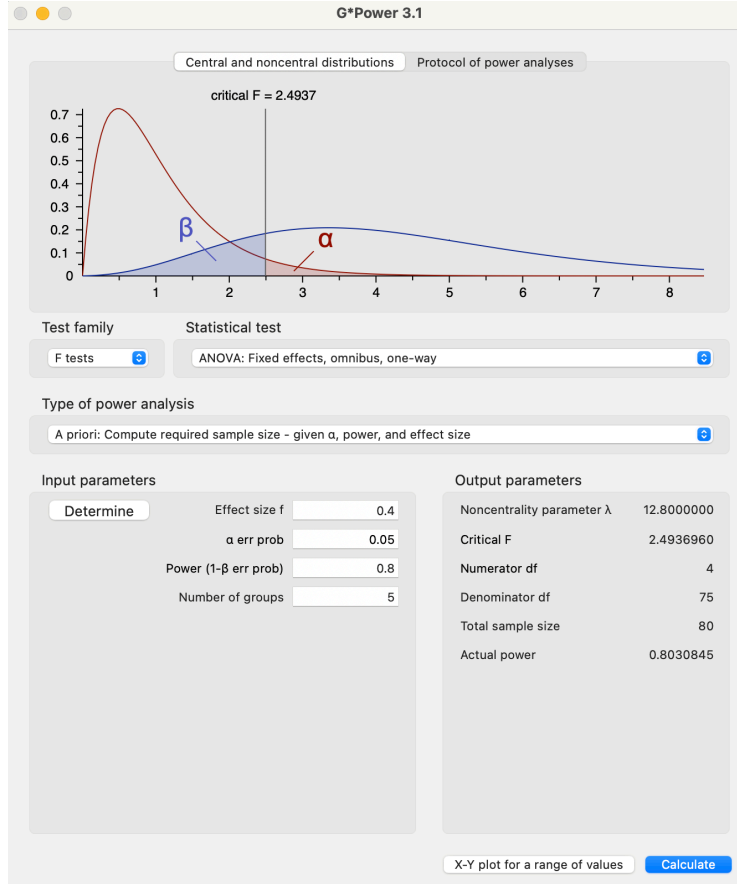 G*Power 3.1
Central and noncentral distributions Protocol of power analyses
critical F = 2.4937
0.7
0.6
0.5
0.4
0.3
0.2
0.1
0
β
α
1 2 3 4 5 6 7 8
Test family Statistical test
F tests ANOVA: Fixed effects, omnibus, one-way
Type of power analysis
A priori: Compute required sample size - given α, power, and effect size
Input parameters Output parameters
Determine Effect size f 0.4 Noncentrality parameter λ 12.8000000
α err prob 0.05 Critical F 2.4936960
Power (1-β err prob) 0.8 Numerator df 4
Number of groups 5 Denominator df 75
Total sample size 80
Actual power 0.8030845
X-Y plot for a range of values Calculate